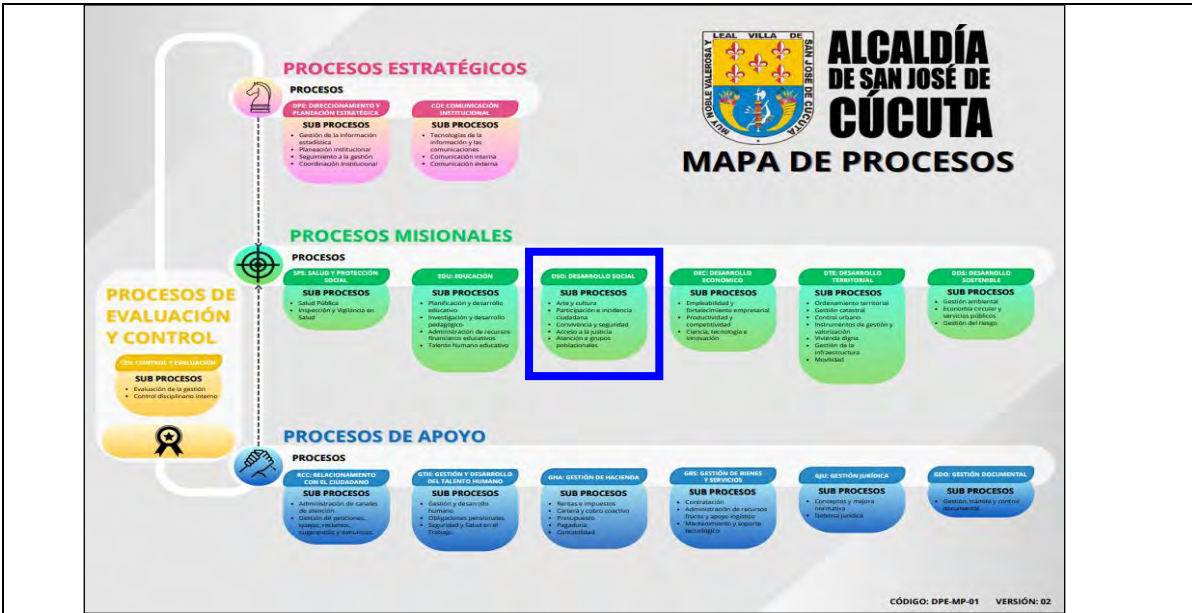 LEAL VILLA DE
MUY NOBLE VALEROSA Y
SAN JOSE DE CÚCUTA
ALCALDÍA
DE SAN JOSÉ DE
CÚCUTA
MAPA DE PROCESOS
PROCESOS ESTRATÉGICOS
PROCESOS
DPE: DIRECCIONAMIENTO Y
PLANEACIÓN ESTRATÉGICA
SUB PROCESOS
• Gestión de la información
estadística
• Planeación institucional
• Seguimiento a la gestión
• Coordinación institucional
COI: COMUNICACIÓN
INSTITUCIONAL
SUB PROCESOS
• Tecnologías de la
información y las
comunicaciones
• Comunicación interna
• Comunicación externa
PROCESOS MISIONALES
PROCESOS
SPS: SALUD Y PROTECCIÓN
SOCIAL
SUB PROCESOS
• Salud Pública
• Inspección y Vigilancia en
Salud
EDU: EDUCACIÓN
SUB PROCESOS
• Planificación y desarrollo
educativo
• Investigación y desarrollo
pedagógico
• Administración de recursos
financieros educativos
• Talento humano educativo
DSO: DESARROLLO SOCIAL
SUB PROCESOS
• Arte y cultura
• Participación e incidencia
ciudadana
• Convivencia y seguridad
• Acceso a la justicia
• Atención a grupos
poblacionales
DEC: DESARROLLO
ECONÓMICO
SUB PROCESOS
• Empleabilidad y
fortalecimiento empresarial
• Productividad y
competitividad
• Ciencia, tecnología e
innovación
DTE: DESARROLLO
TERRITORIAL
SUB PROCESOS
• Ordenamiento territorial
• Gestión catastral
• Control urbano
• Instrumentos de gestión y
valorización
• Vivienda digna
• Gestión de la
infraestructura
• Movilidad
DOS: DESARROLLO
SOSTENIBLE
SUB PROCESOS
• Gestión ambiental
• Economía circular y
servicios públicos
• Gestión del riesgo
PROCESOS DE
EVALUACIÓN
Y CONTROL
CONTROL Y EVALUACIÓN
SUB PROCESOS
• Evaluación de la gestión
• Control disciplinario interno
PROCESOS DE APOYO
PROCESOS
RCC: RELACIONAMIENTO
CON EL CIUDADANO
SUB PROCESOS
• Administración de canales
de atención
• Gestión de peticiones,
quejas, reclamos,
sugerencias y denuncias
GTH: GESTIÓN Y DESARROLLO
DEL TALENTO HUMANO
SUB PROCESOS
• Gestión y desarrollo
humano
• Obligaciones pensionales
• Seguridad y Salud en el
Trabajo
GHA: GESTIÓN DE HACIENDA
SUB PROCESOS
• Rentas e impuestos
• Cartera y cobro coactivo
• Presupuesto
• Pagaduría
• Contabilidad
GBS: GESTIÓN DE BIENES
Y SERVICIOS
SUB PROCESOS
• Contratación
• Administración de recursos
físicos y apoyo logístico
• Mantenimiento y soporte
tecnológico
GJU: GESTIÓN JURÍDICA
SUB PROCESOS
• Conceptos y mejora
normativa
• Defensa jurídica
GDO: GESTIÓN DOCUMENTAL
SUB PROCESOS
• Gestión, trámite y control
documental
CÓDIGO: DPE-MP-01 VERSIÓN: 02